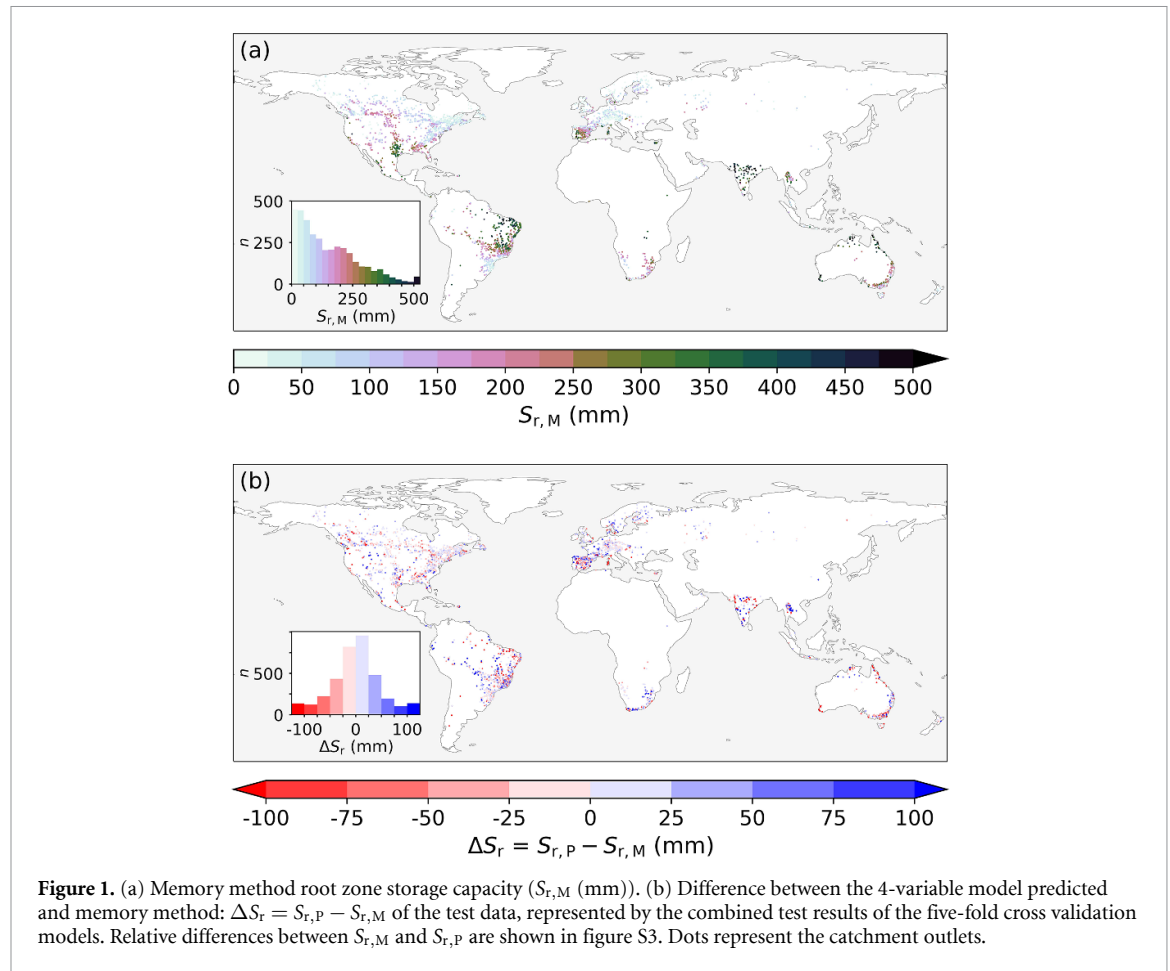 (a)
500
250
0
n
0 250 500
S_r,M (mm)
0 50 100 150 200 250 300 350 400 450 500
S_r,M (mm)
(b)
500
0
n
-100 0 100
ΔS_r (mm)
-100 -75 -50 -25 0 25 50 75 100
ΔS_r = S_r,P − S_r,M (mm)
Figure 1. (a) Memory method root zone storage capacity (S_r,M (mm)). (b) Difference between the 4-variable model predicted
and memory method: ΔS_r = S_r,P − S_r,M of the test data, represented by the combined test results of the five-fold cross validation
models. Relative differences between S_r,M and S_r,P are shown in figure S3. Dots represent the catchment outlets.